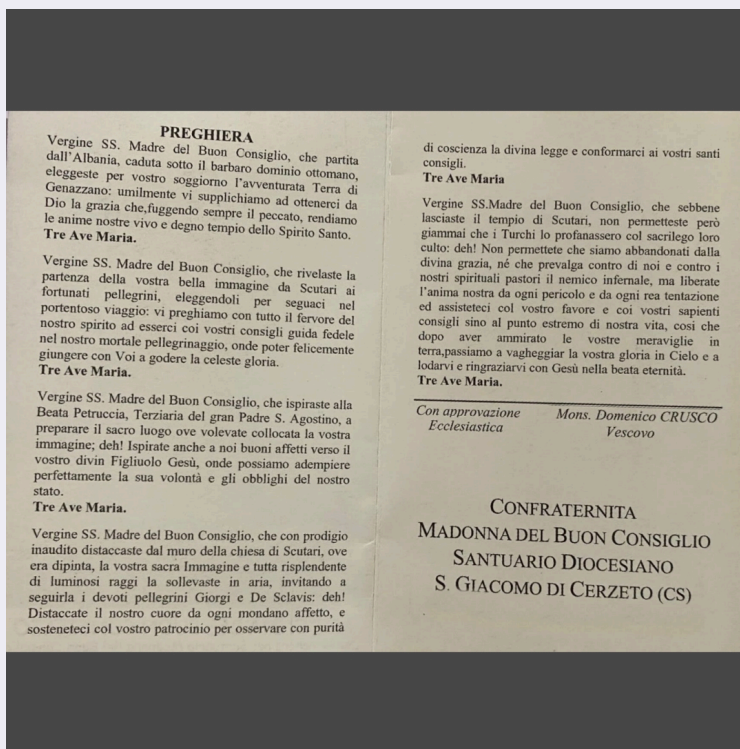 PREGHIERA
Vergine SS. Madre del Buon Consiglio, che partita
dall'Albania, caduta sotto il barbaro dominio ottomano,
eleggeste per vostro soggiorno l'avventurata Terra di
Genazzano: umilmente vi supplichiamo ad ottenerci da
Dio la grazia che,fuggendo sempre il peccato, rendiamo
le anime nostre vivo e degno tempio dello Spirito Santo.
Tre Ave Maria.
Vergine SS. Madre del Buon Consiglio, che rivelaste la
partenza della vostra bella immagine da Scutari ai
fortunati pellegrini, eleggendoli per seguaci nel
portentoso viaggio: vi preghiamo con tutto il fervore del
nostro spirito ad esserci coi vostri consigli guida fedele
nel nostro mortale pellegrinaggio, onde poter felicemente
giungere con Voi a godere la celeste gloria.
Tre Ave Maria.
Vergine SS. Madre del Buon Consiglio, che ispiraste alla
Beata Petruccia, Terziaria del gran Padre S. Agostino, a
preparare il sacro luogo ove volevate collocata la vostra
immagine; deh! Ispirate anche a noi buoni affetti verso il
vostro divin Figliuolo Gesù, onde possiamo adempiere
perfettamente la sua volontà e gli obblighi del nostro
stato.
Tre Ave Maria.
Vergine SS. Madre del Buon Consiglio, che con prodigio
inaudito distaccaste dal muro della chiesa di Scutari, ove
era dipinta, la vostra sacra Immagine e tutta risplendente
di luminosi raggi la sollevaste in aria, invitando a
seguirla i devoti pellegrini Giorgi e De Sclavis: deh!
Distaccate il nostro cuore da ogni mondano affetto, e
sosteneteci col vostro patrocinio per osservare con purità
di coscienza la divina legge e conformarci ai vostri santi
consigli.
Tre Ave Maria
Vergine SS.Madre del Buon Consiglio, che sebbene
lasciaste il tempio di Scutari, non permetteste però
giammai che i Turchi lo profanassero col sacrilego loro
culto: deh! Non permettete che siamo abbandonati dalla
divina grazia, né che prevalga contro di noi e contro i
nostri spirituali pastori il nemico infernale, ma liberate
l'anima nostra da ogni pericolo e da ogni rea tentazione
ed assisteteci col vostro favore e coi vostri sapienti
consigli sino al punto estremo di nostra vita, cosi che
dopo aver ammirato le vostre meraviglie in
terra,passiamo a vagheggiar la vostra gloria in Cielo e a
lodarvi e ringraziarvi con Gesù nella beata eternità.
Tre Ave Maria.
Con approvazione Mons. Domenico CRUSCO
Ecclesiastica Vescovo
CONFRATERNITA
MADONNA DEL BUON CONSIGLIO
SANTUARIO DIOCESIANO
S. GIACOMO DI CERZETO (CS)